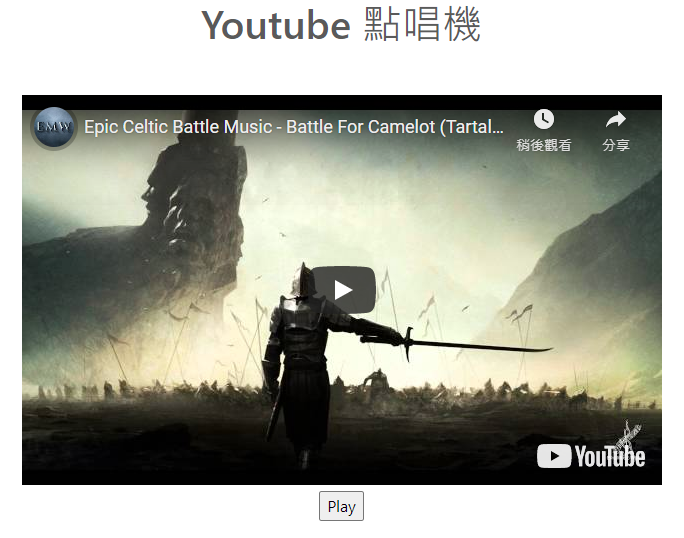 Youtube 點唱機
EMW
Epic Celtic Battle Music - Battle For Camelot (Tartal...
稍後觀看
分享
YouTube
Play